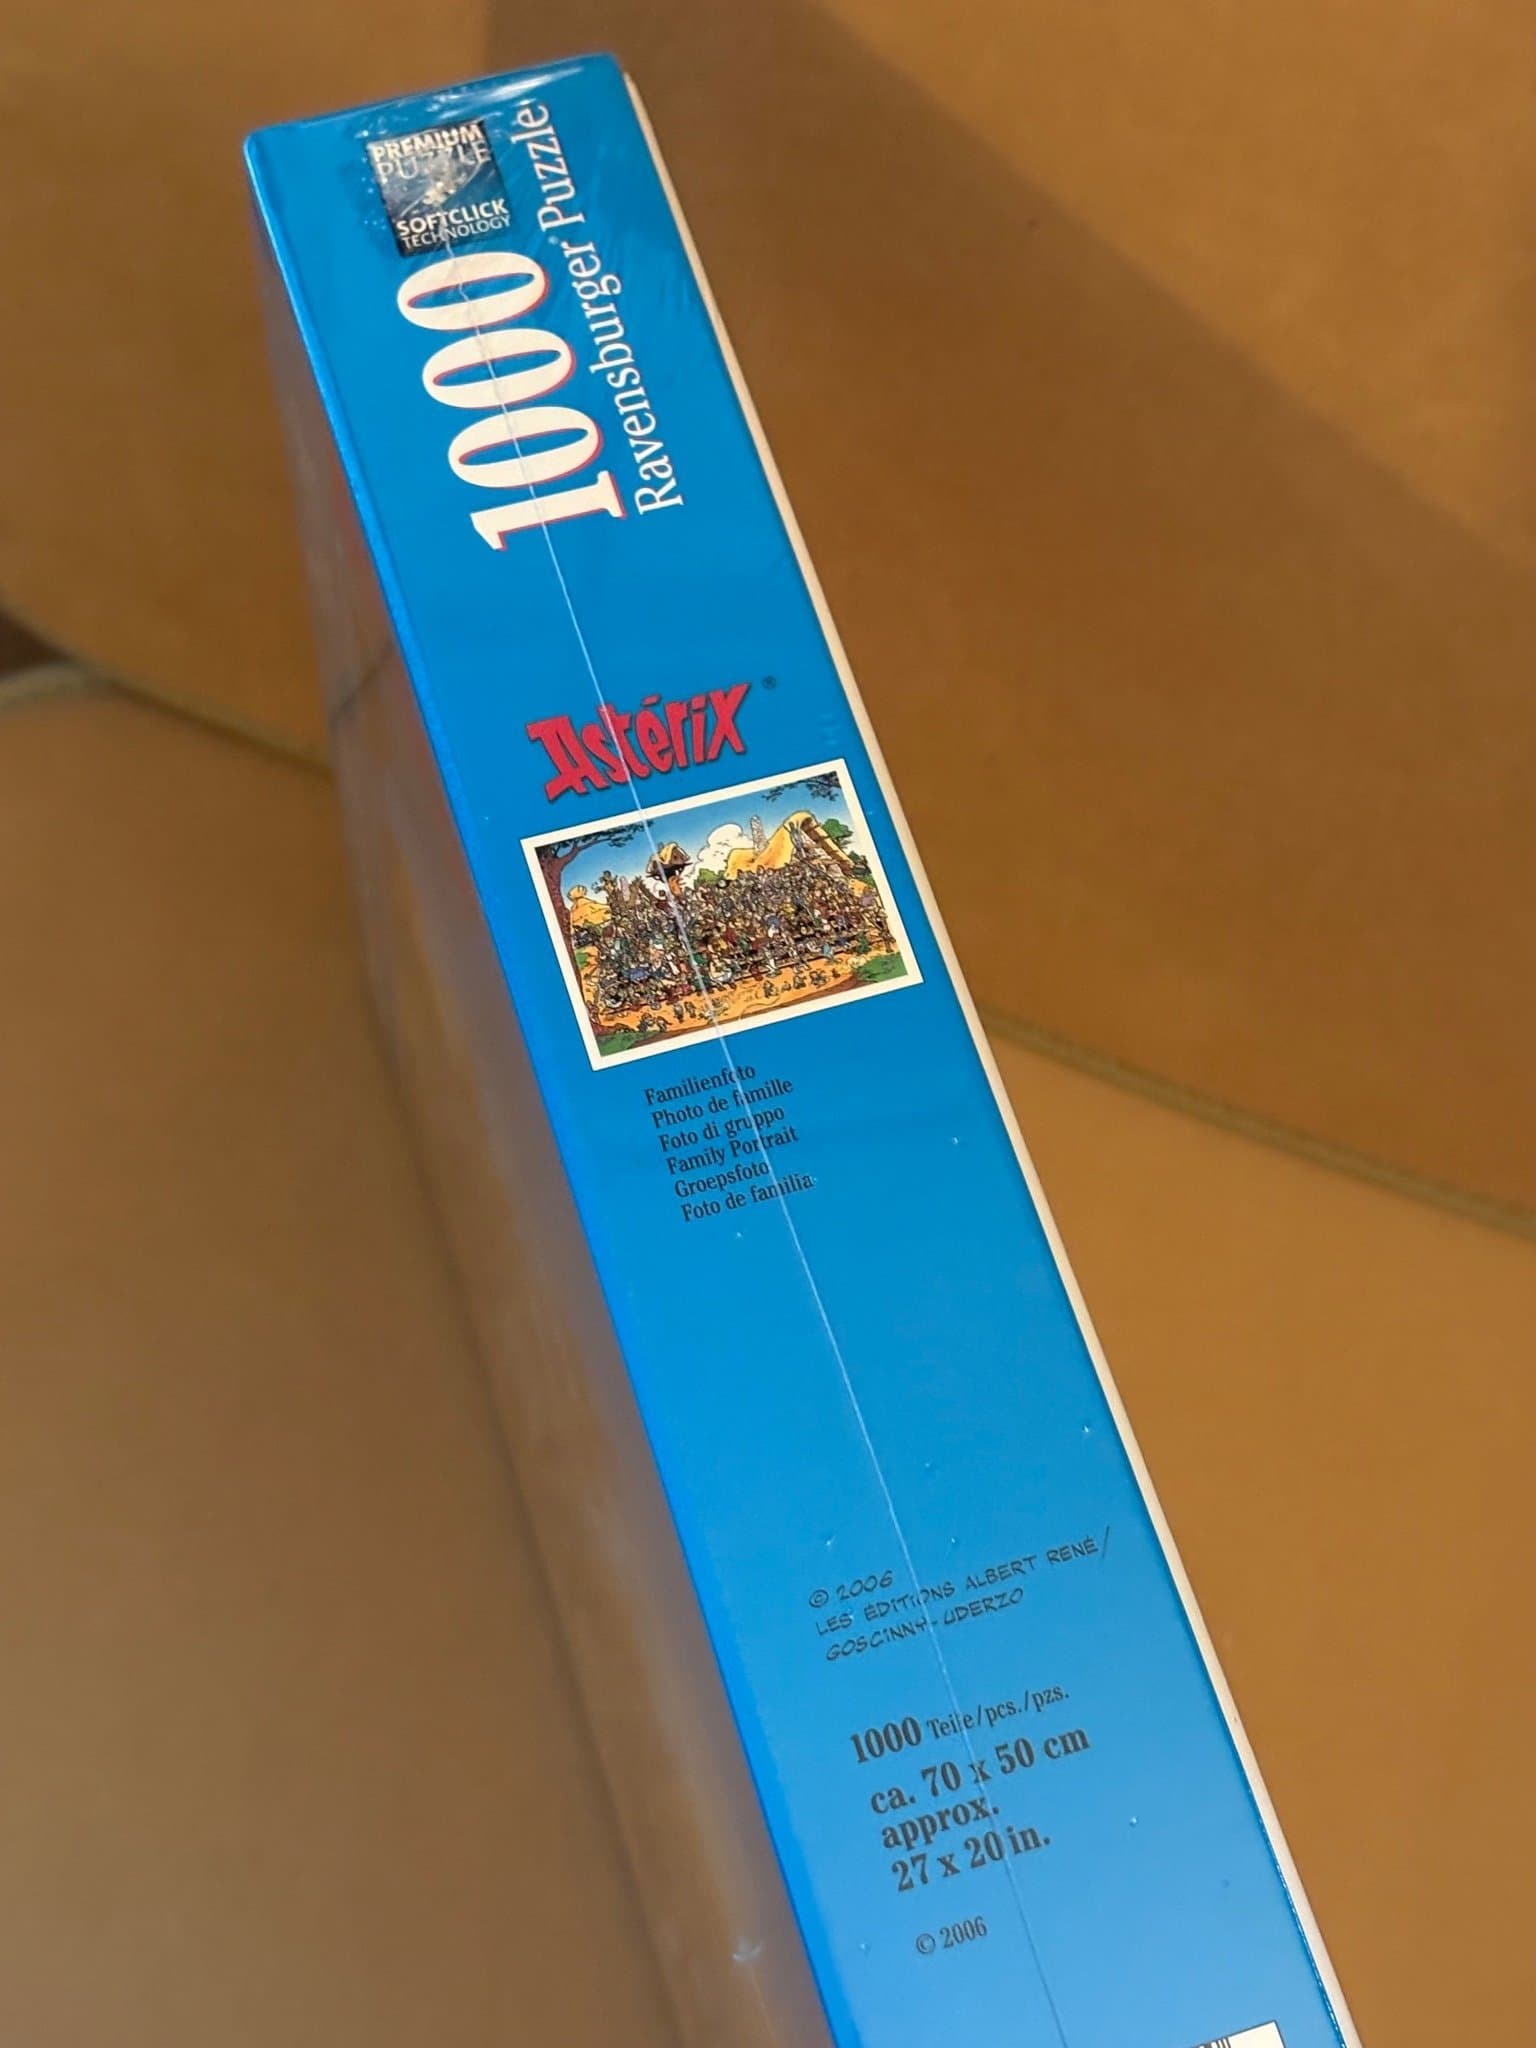 PREMIUM
PUZZLE
SOFTCLICK
TECHNOLOGY
1000
Ravensburger® Puzzle
Astérix®
Familienfoto
Photo de famille
Foto di gruppo
Family Portrait
Groepsfoto
Foto de familia
© 2006
LES ÉDITIONS ALBERT RENÉ/
GOSCINNY-UDERZO
1000 Teile/pcs./pzs.
ca. 70 x 50 cm
approx.
27 x 20 in.
© 2006